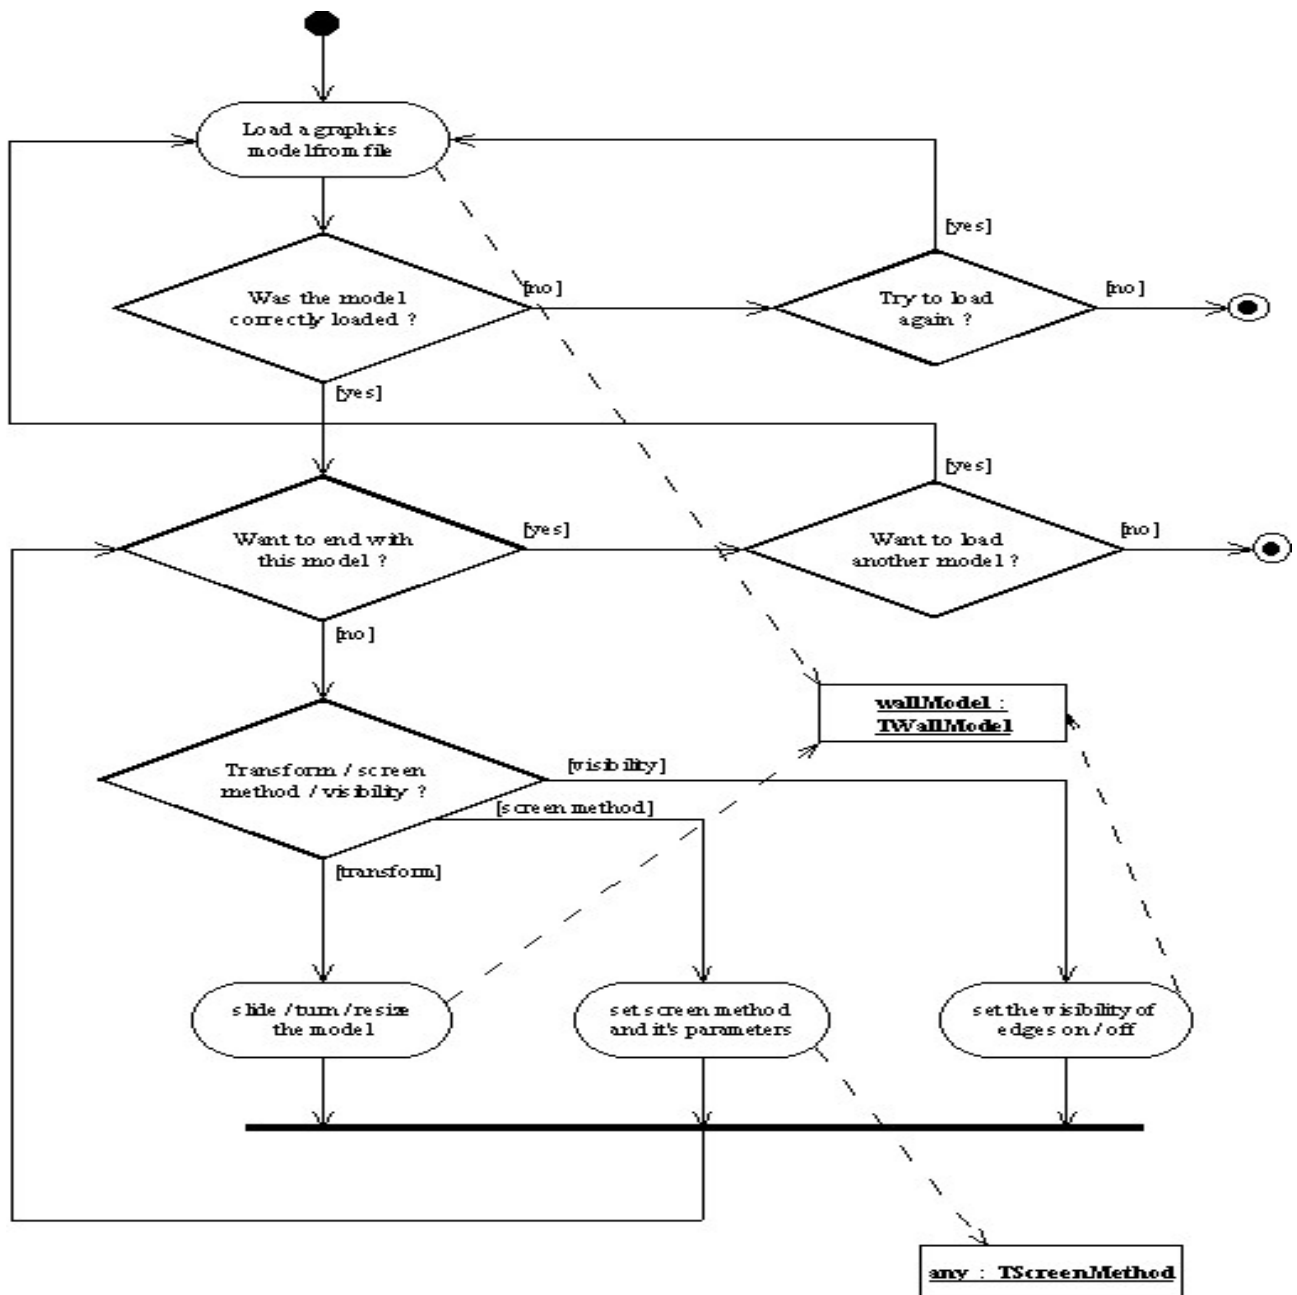 Load a graphics
model from file
[yes]
Was the model
correctly loaded ?
[no]
Try to load
again ?
[no]
[yes]
[yes]
Want to end with
this model ?
[yes]
Want to load
another model ?
[no]
[no]
wallModel :
TWallModel
Transform / screen
method / visibility ?
[visibility]
[screen method]
[transform]
slide / turn / resize
the model
set screen method
and it's parameters
set the visibility of
edges on / off
any : TScreenMethod